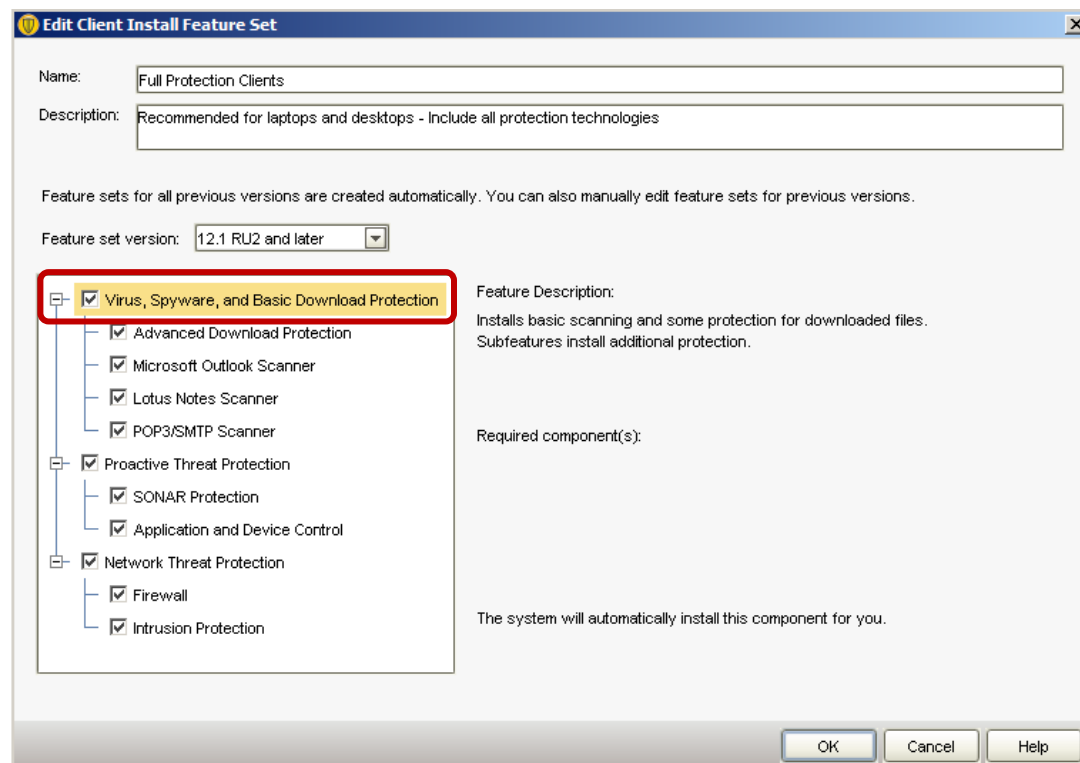 Edit Client Install Feature Set
Name:
Full Protection Clients
Description:
Recommended for laptops and desktops - Include all protection technologies
Feature sets for all previous versions are created automatically. You can also manually edit feature sets for previous versions.
Feature set version:
12.1 RU2 and later
Virus, Spyware, and Basic Download Protection
Advanced Download Protection
Microsoft Outlook Scanner
Lotus Notes Scanner
POP3/SMTP Scanner
Proactive Threat Protection
SONAR Protection
Application and Device Control
Network Threat Protection
Firewall
Intrusion Protection
Feature Description:
Installs basic scanning and some protection for downloaded files.
Subfeatures install additional protection.
Required component(s):
The system will automatically install this component for you.
OK
Cancel
Help